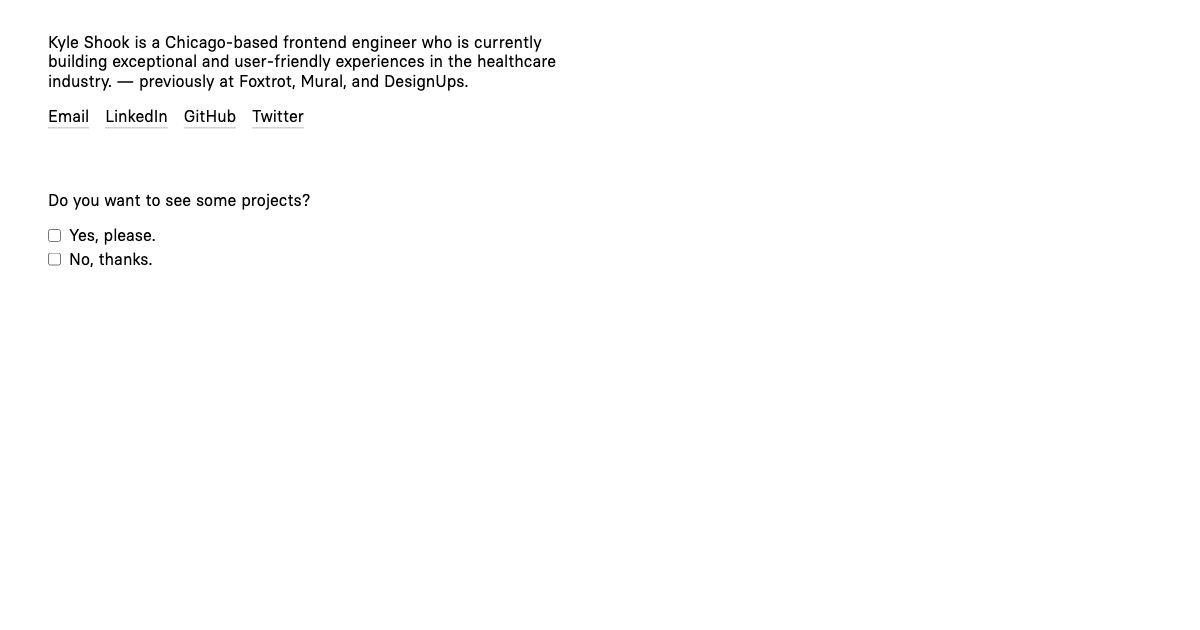 Kyle Shook is a Chicago-based frontend engineer who is currently
building exceptional and user-friendly experiences in the healthcare
industry. — previously at Foxtrot, Mural, and DesignUps.
Email LinkedIn GitHub Twitter
Do you want to see some projects?
Yes, please.
No, thanks.